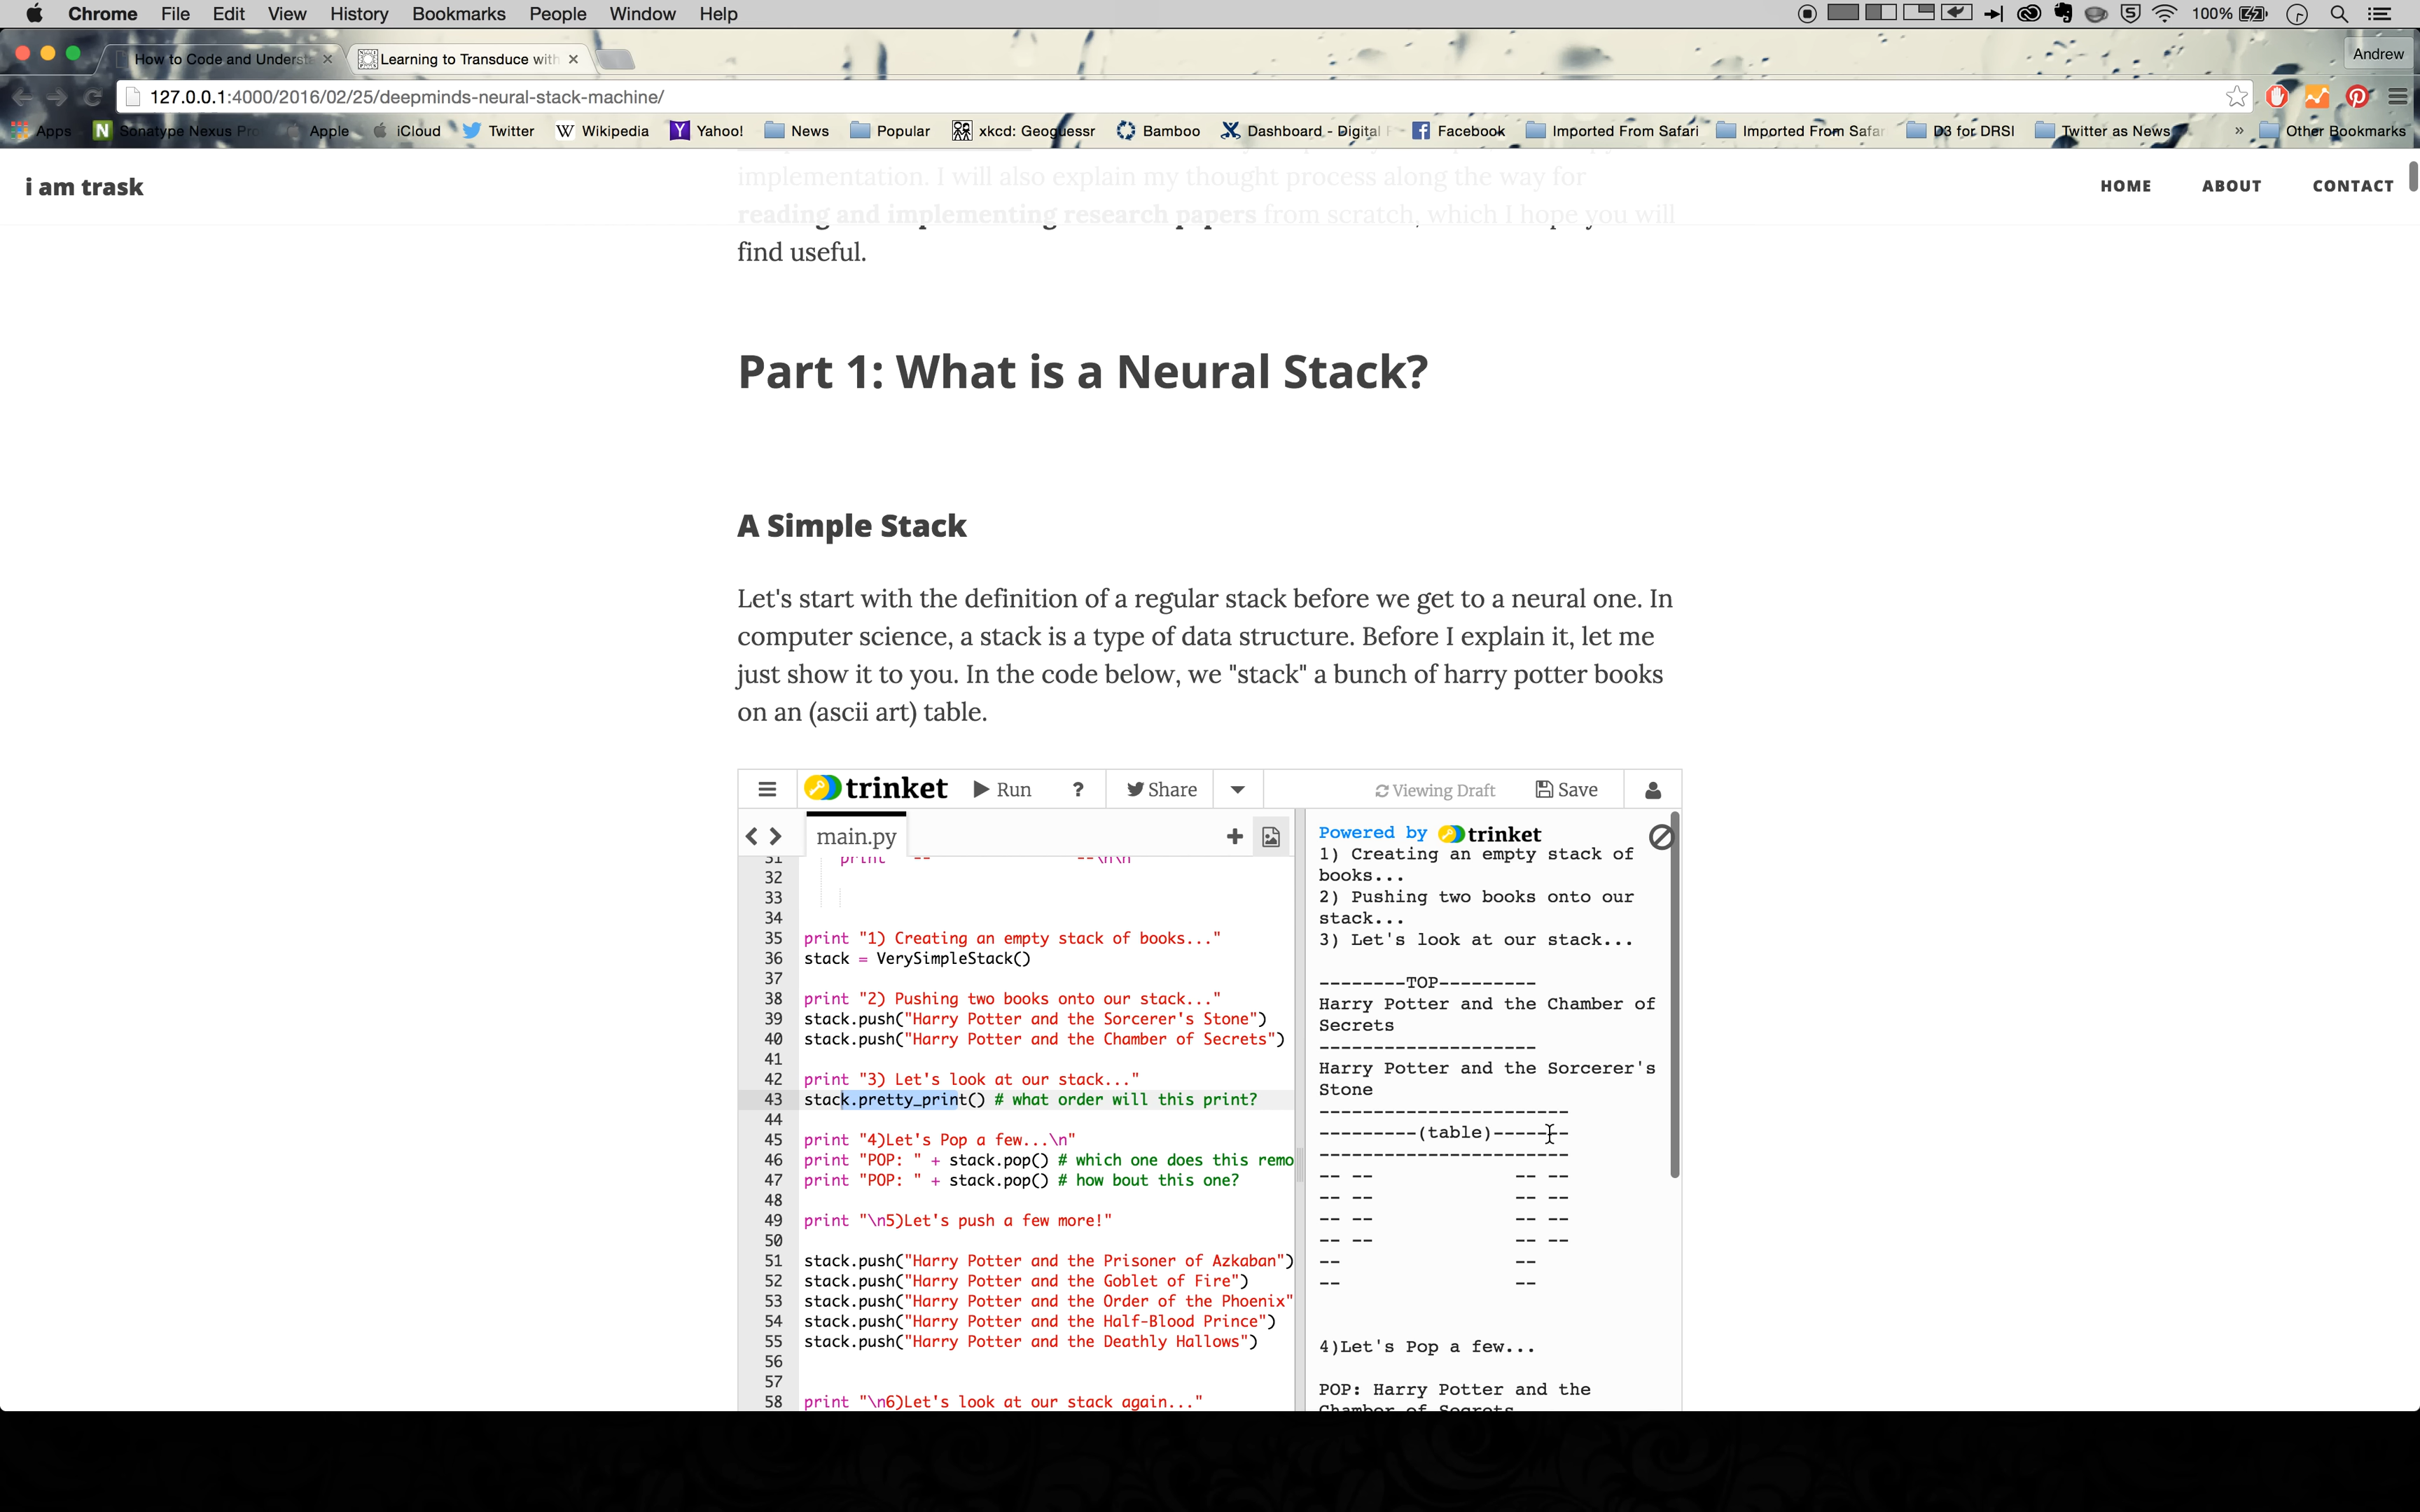 Chrome File Edit View History Bookmarks People Window Help 100%
How to Code and Underst Learning to Transduce with Andrew
127.0.0.1:4000/2016/02/25/deepminds-neural-stack-machine/
Apps Sonatype Nexus Pro Apple iCloud Twitter Wikipedia Yahoo! News Popular xkcd: Geoguessr Bamboo Dashboard - Digital Facebook Imported From Safari Imported From Safar D3 for DRSI Twitter as News » Other Bookmarks
i am trask HOME ABOUT CONTACT
implementation. I will also explain my thought process along the way for
reading and implementing research papers from scratch, which I hope you will
find useful.
Part 1: What is a Neural Stack?
A Simple Stack
Let's start with the definition of a regular stack before we get to a neural one. In
computer science, a stack is a type of data structure. Before I explain it, let me
just show it to you. In the code below, we "stack" a bunch of harry potter books
on an (ascii art) table.
trinket Run ? Share Viewing Draft Save
main.py
31 print "-- --\n\n"
32
33
34
35 print "1) Creating an empty stack of books..."
36 stack = VerySimpleStack()
37
38 print "2) Pushing two books onto our stack..."
39 stack.push("Harry Potter and the Sorcerer's Stone")
40 stack.push("Harry Potter and the Chamber of Secrets")
41
42 print "3) Let's look at our stack..."
43 stack.pretty_print() # what order will this print?
44
45 print "4)Let's Pop a few...\n"
46 print "POP: " + stack.pop() # which one does this remo
47 print "POP: " + stack.pop() # how bout this one?
48
49 print "\n5)Let's push a few more!"
50
51 stack.push("Harry Potter and the Prisoner of Azkaban")
52 stack.push("Harry Potter and the Goblet of Fire")
53 stack.push("Harry Potter and the Order of the Phoenix"
54 stack.push("Harry Potter and the Half-Blood Prince")
55 stack.push("Harry Potter and the Deathly Hallows")
56
57
58 print "\n6)Let's look at our stack again..."
Powered by trinket
1) Creating an empty stack of
books...
2) Pushing two books onto our
stack...
3) Let's look at our stack...
--------TOP---------
Harry Potter and the Chamber of
Secrets
--------------------
Harry Potter and the Sorcerer's
Stone
-----------------------
---------(table)-------
-----------------------
-- -- -- --
-- -- -- --
-- -- -- --
-- -- -- --
-- --
-- --
4)Let's Pop a few...
POP: Harry Potter and the
Chamber of Secrets